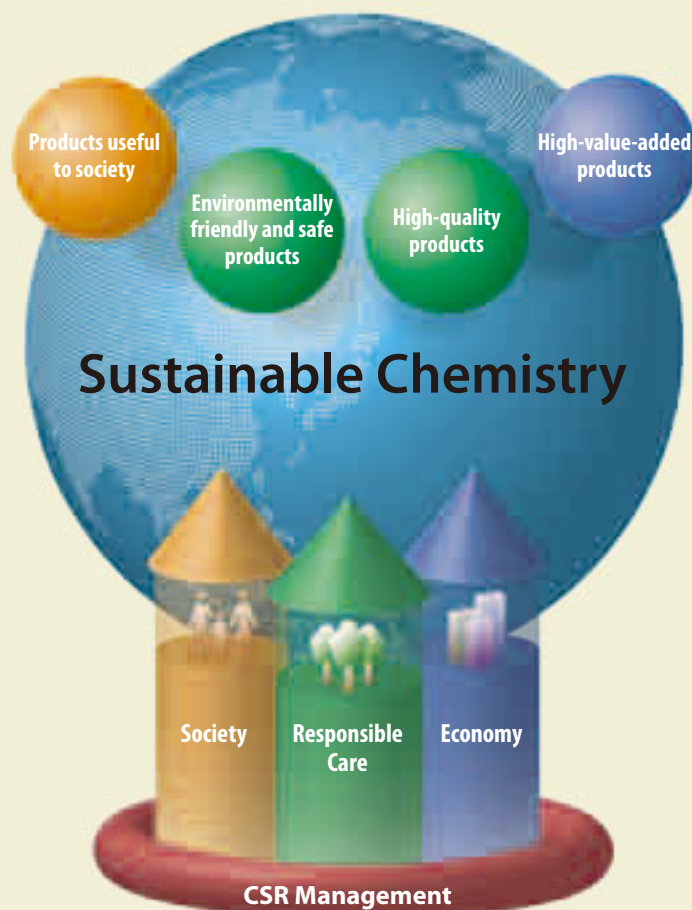 Products useful
to society
Environmentally
friendly and safe
products
High-quality
products
High-value-added
products
Sustainable Chemistry
Society
Responsible
Care
Economy
CSR Management